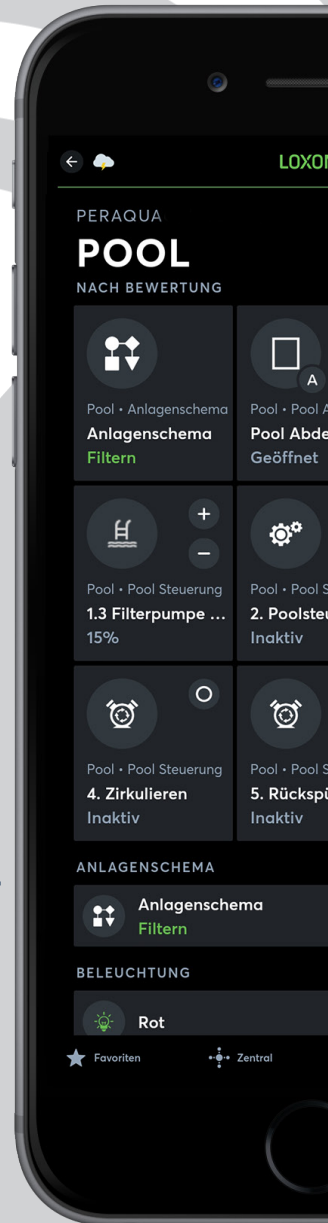 LOXON
PERAQUA
POOL
NACH BEWERTUNG
A
Pool • Anlagenschema
Pool • Pool A
Anlagenschema
Pool Abde
Filtern
Geöffnet
Pool • Pool Steuerung
Pool • Pool S
1.3 Filterpumpe ...
2. Poolsteu
15%
Inaktiv
Pool • Pool Steuerung
Pool • Pool S
4. Zirkulieren
5. Rückspü
Inaktiv
Inaktiv
ANLAGENSCHEMA
Anlagenschema
Filtern
BELEUCHTUNG
Rot
Favoriten
Zentral